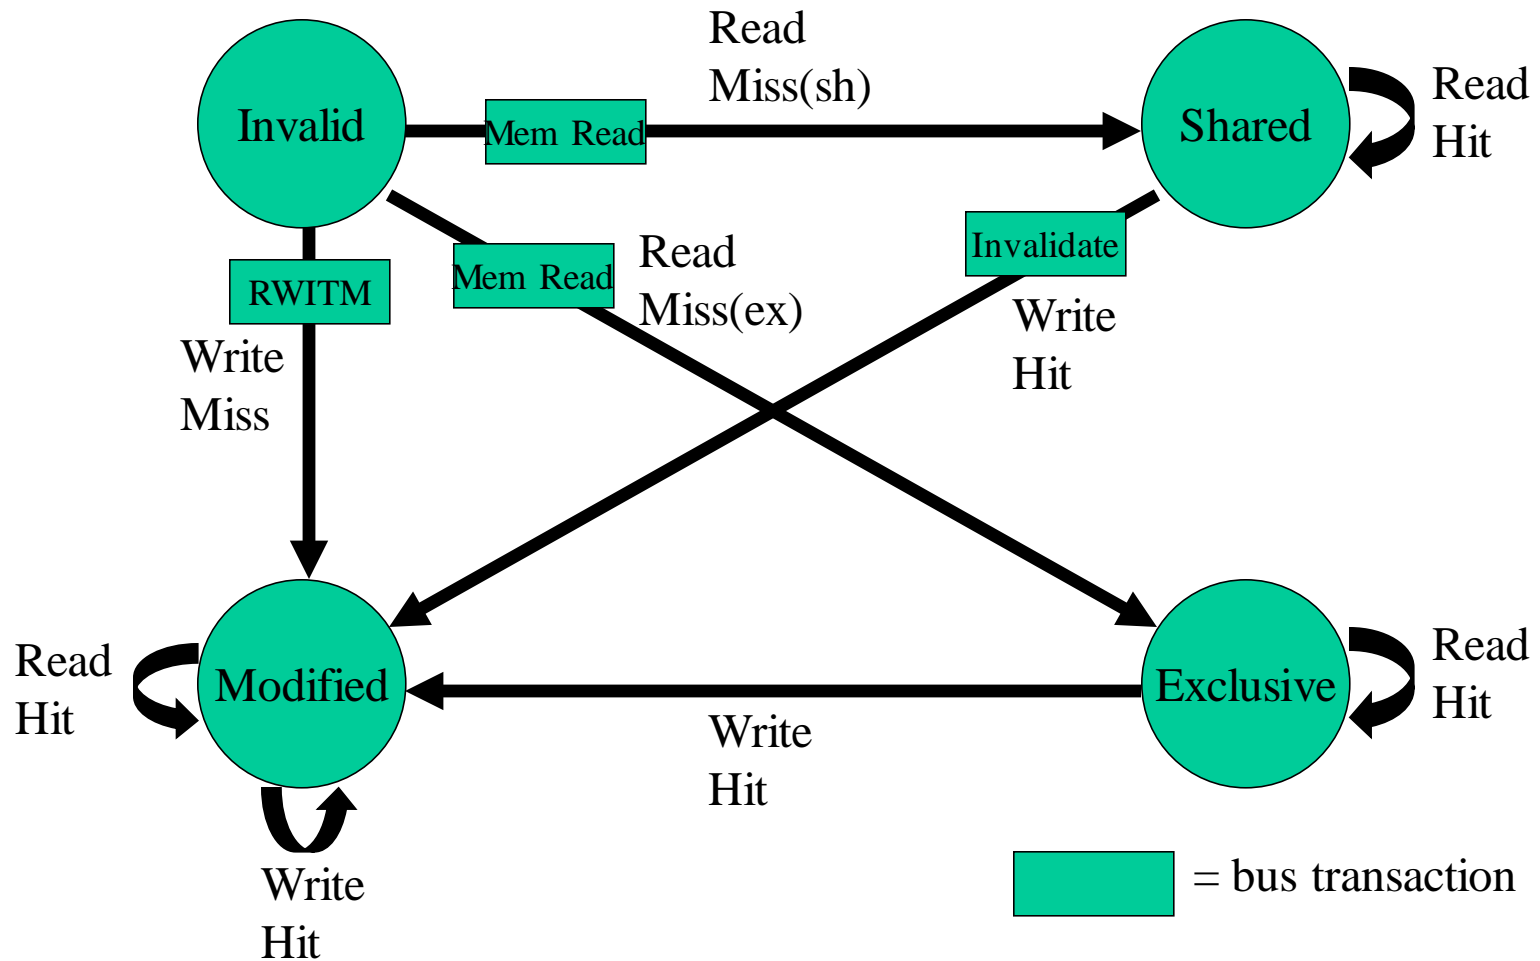 Read
Miss(sh)
Invalid
Mem Read
Shared
Read
Hit
RWITM
Mem Read
Read
Miss(ex)
Invalidate
Write
Hit
Write
Miss
Read
Hit
Modified
Write
Hit
Exclusive
Read
Hit
Write
Hit
= bus transaction